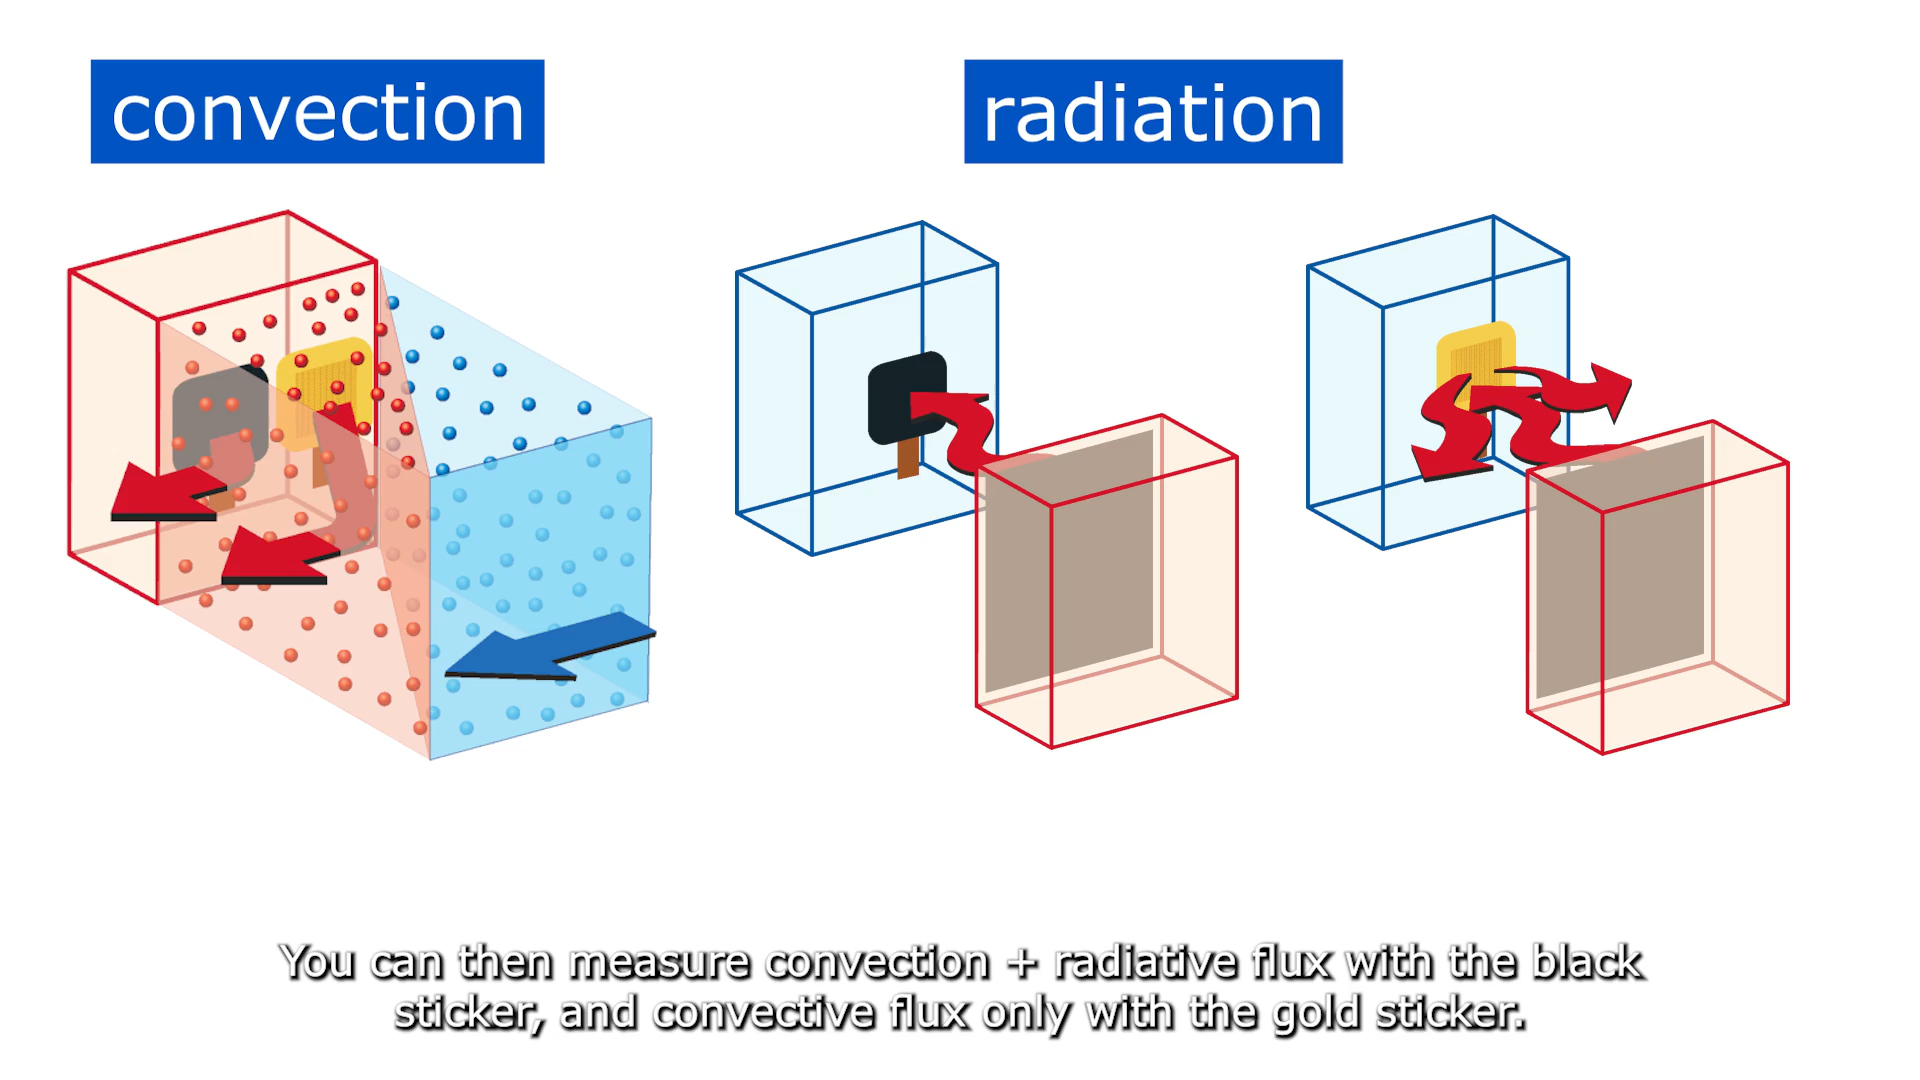 convection
radiation
You can then measure convection + radiative flux with the black
sticker, and convective flux only with the gold sticker.